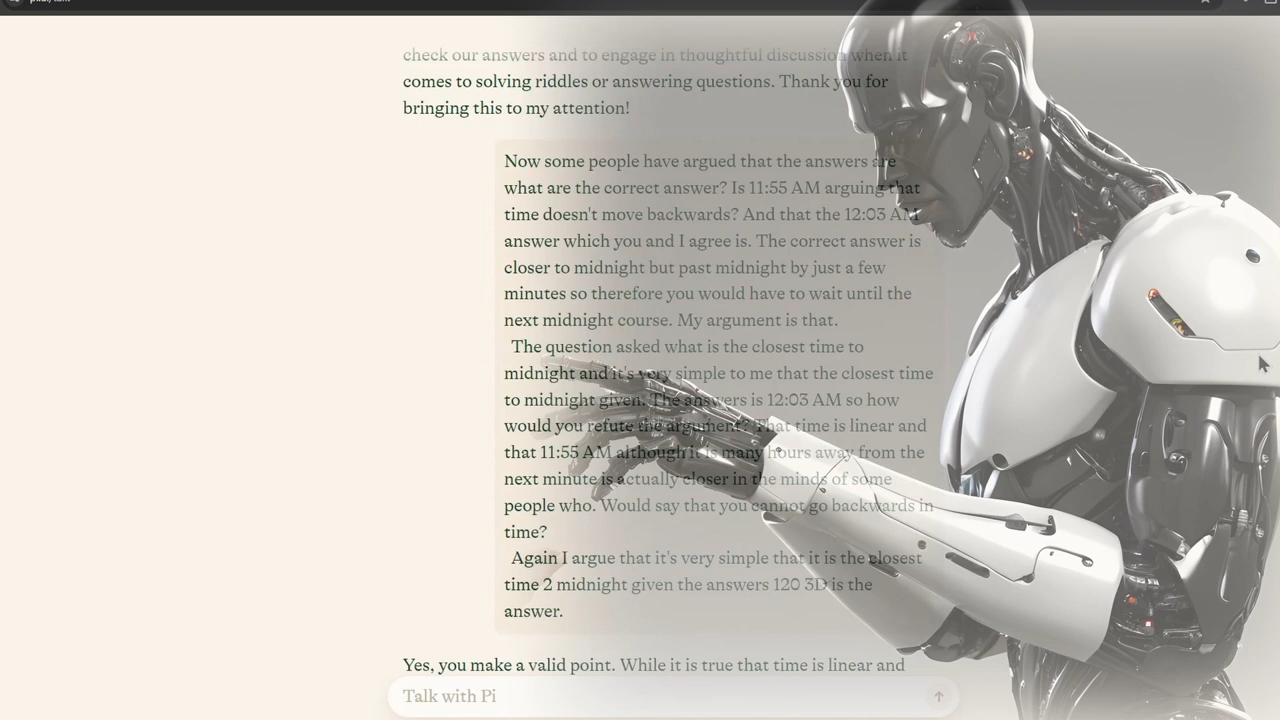 check our answers and to engage in thoughtful discussion when it
comes to solving riddles or answering questions. Thank you for
bringing this to my attention!
Now some people have argued that the answers are
what are the correct answer? Is 11:55 AM arguing that
time doesn't move backwards? And that the 12:03 AM
answer which you and I agree is. The correct answer is
closer to midnight but past midnight by just a few
minutes so therefore you would have to wait until the
next midnight course. My argument is that.
The question asked what is the closest time to
midnight and it's very simple to me that the closest time
to midnight given. The answers is 12:03 AM so how
would you refute the argument? That time is linear and
that 11:55 AM although it is many hours away from the
next minute is actually closer in the minds of some
people who. Would say that you cannot go backwards in
time?
Again I argue that it's very simple that it is the closest
time 2 midnight given the answers 120 3D is the
answer.
Yes, you make a valid point. While it is true that time is linear and
Talk with Pi